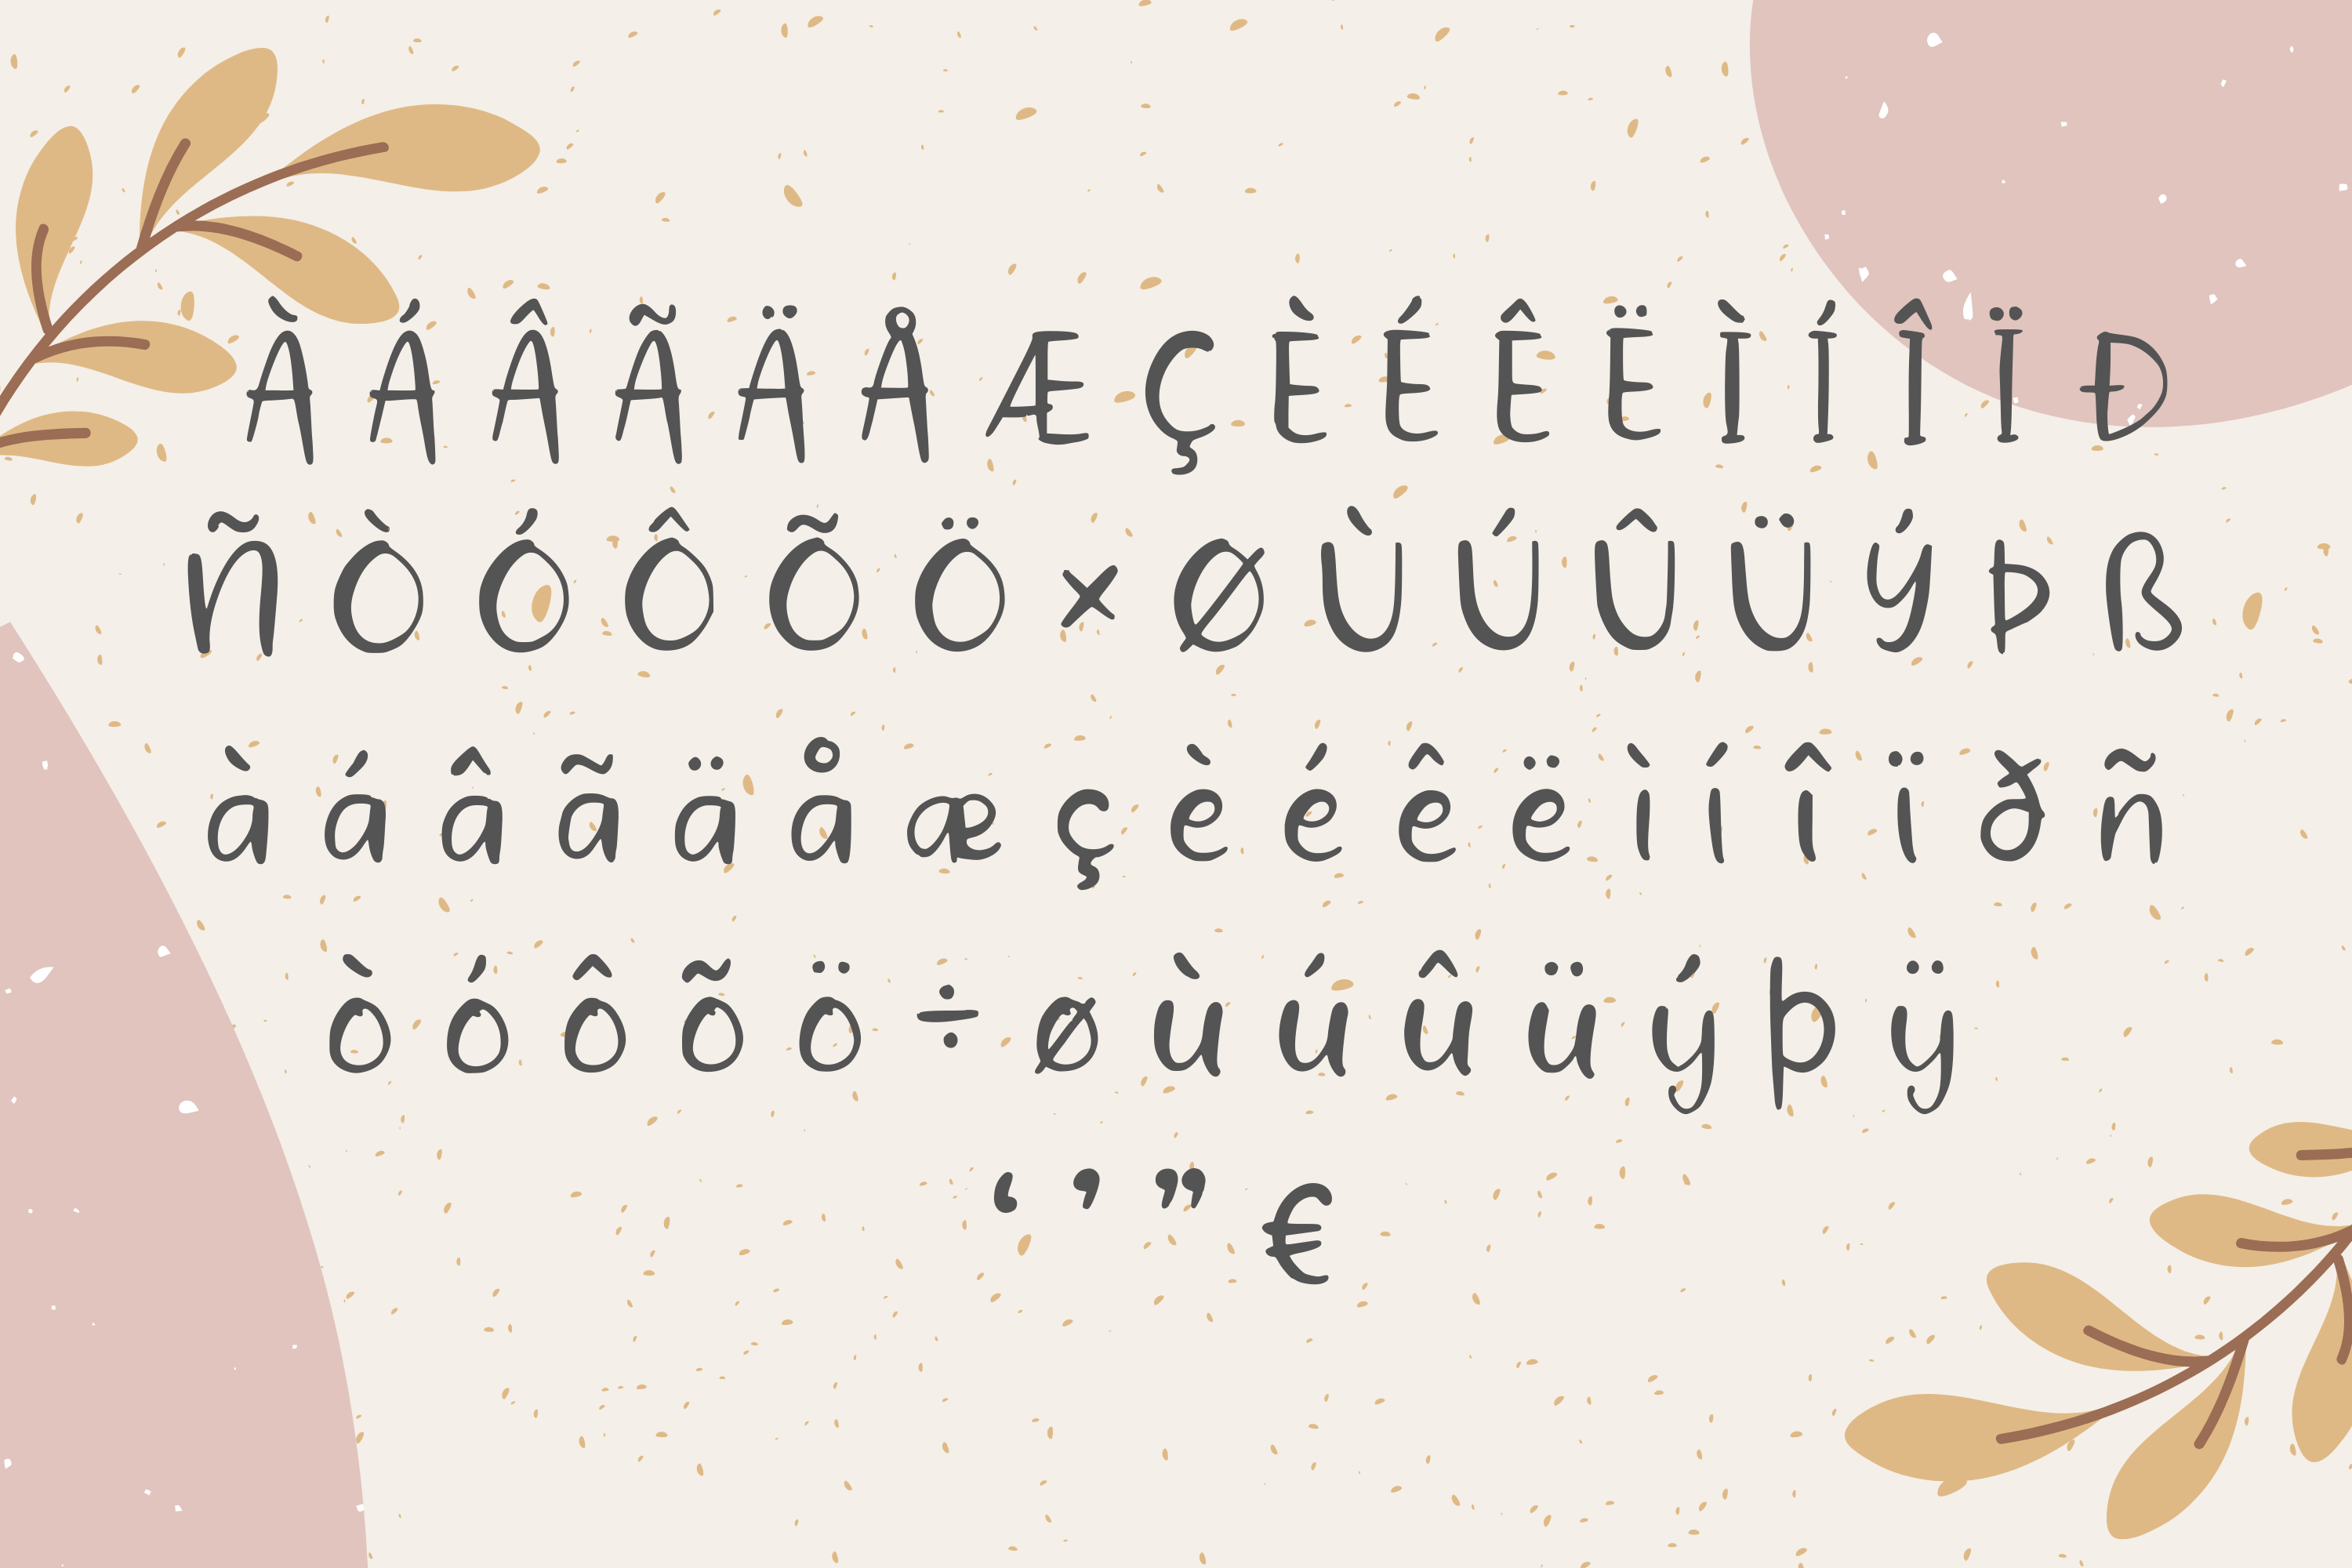 À Á Â Ã Ä Å Æ Ç È É Ê Ë Ì Í Î Ï Ð
Ñ Ò Ó Ô Õ Ö × Ø Ù Ú Û Ü Ý Þ ß
à á â ã ä å æ ç è é ê ë ì í î ï ð ñ
ò ó ô õ ö ÷ ø ù ú û ü ý þ ÿ
‘ ’ ” €